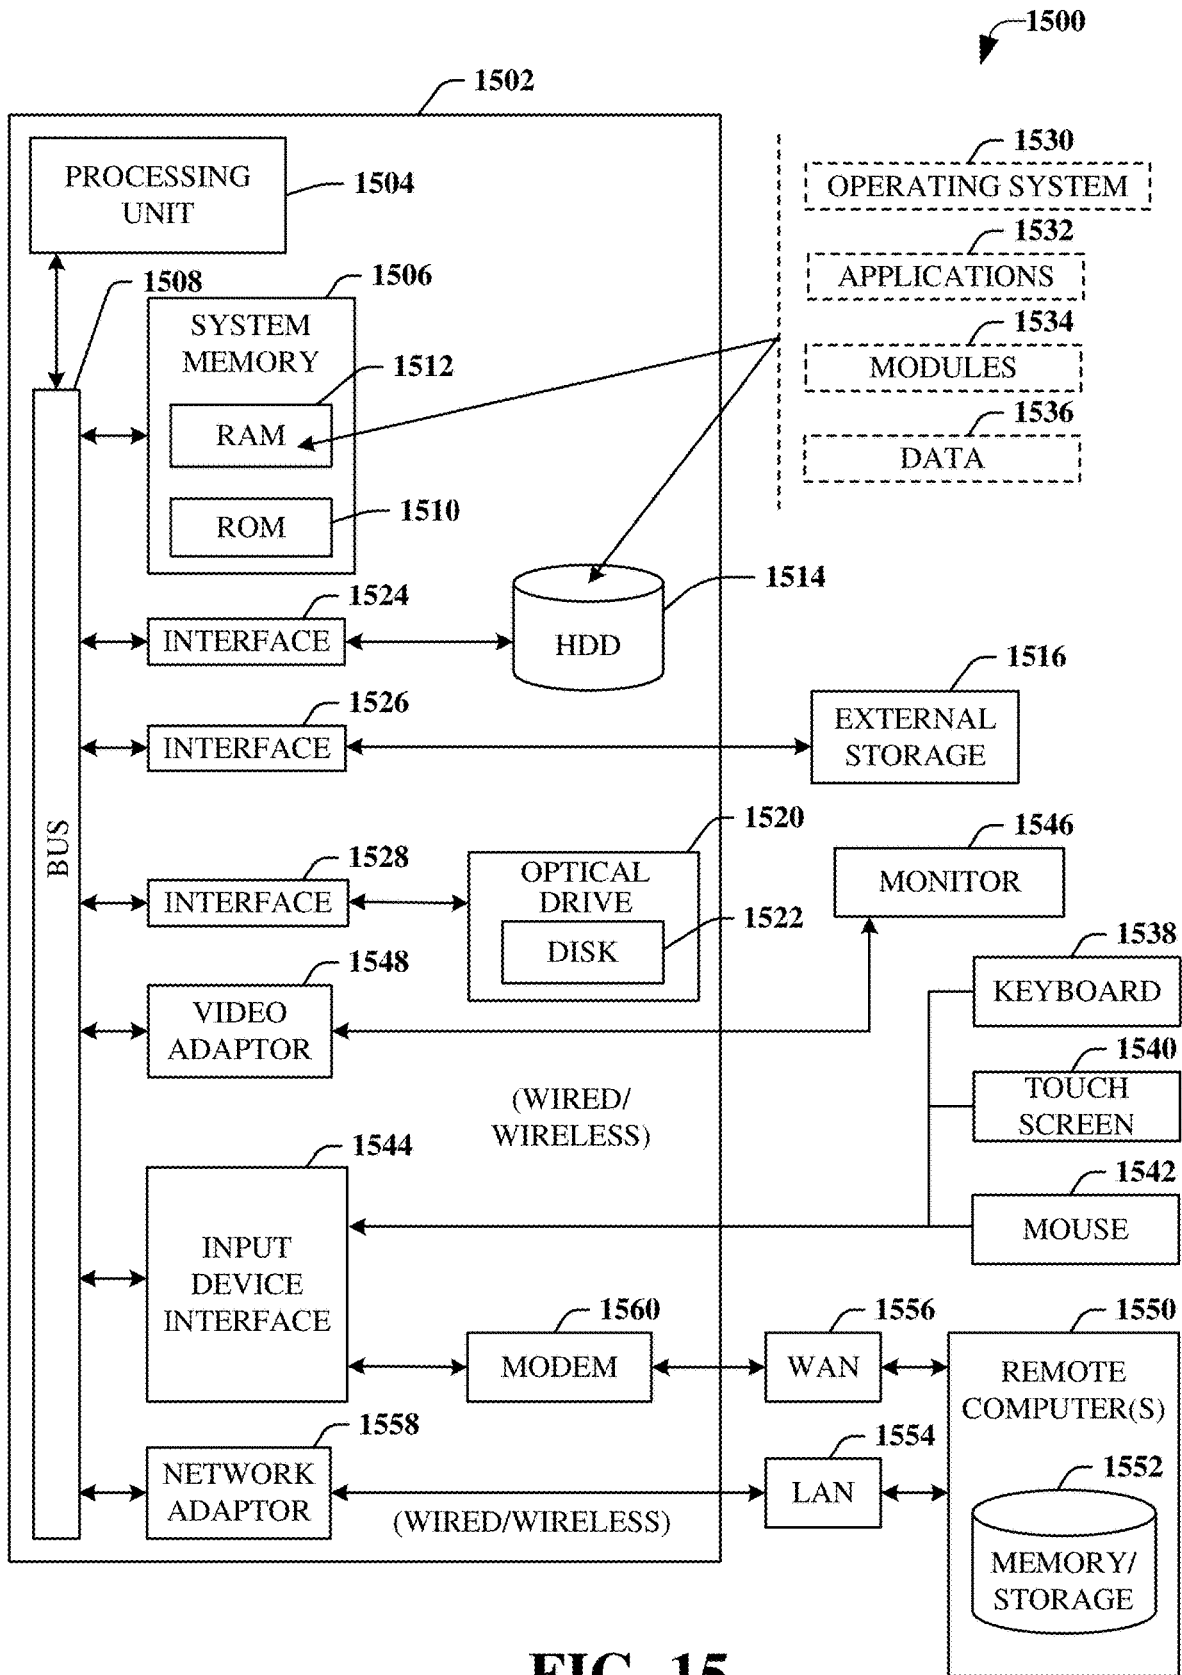 1500
1502
PROCESSING
UNIT
1504
1530
OPERATING SYSTEM
1532
APPLICATIONS
1534
MODULES
1536
DATA
1508
1506
SYSTEM
MEMORY
1512
RAM
1510
ROM
1514
HDD
1524
INTERFACE
1516
EXTERNAL
STORAGE
1526
INTERFACE
BUS
1520
OPTICAL
DRIVE
1522
DISK
1528
INTERFACE
1546
MONITOR
1548
VIDEO
ADAPTOR
1538
KEYBOARD
1540
TOUCH
SCREEN
1542
MOUSE
(WIRED/
WIRELESS)
1544
INPUT
DEVICE
INTERFACE
1560
MODEM
1556
WAN
1550
REMOTE
COMPUTER(S)
1558
NETWORK
ADAPTOR
(WIRED/WIRELESS)
1554
LAN
1552
MEMORY/
STORAGE
FIG. 15